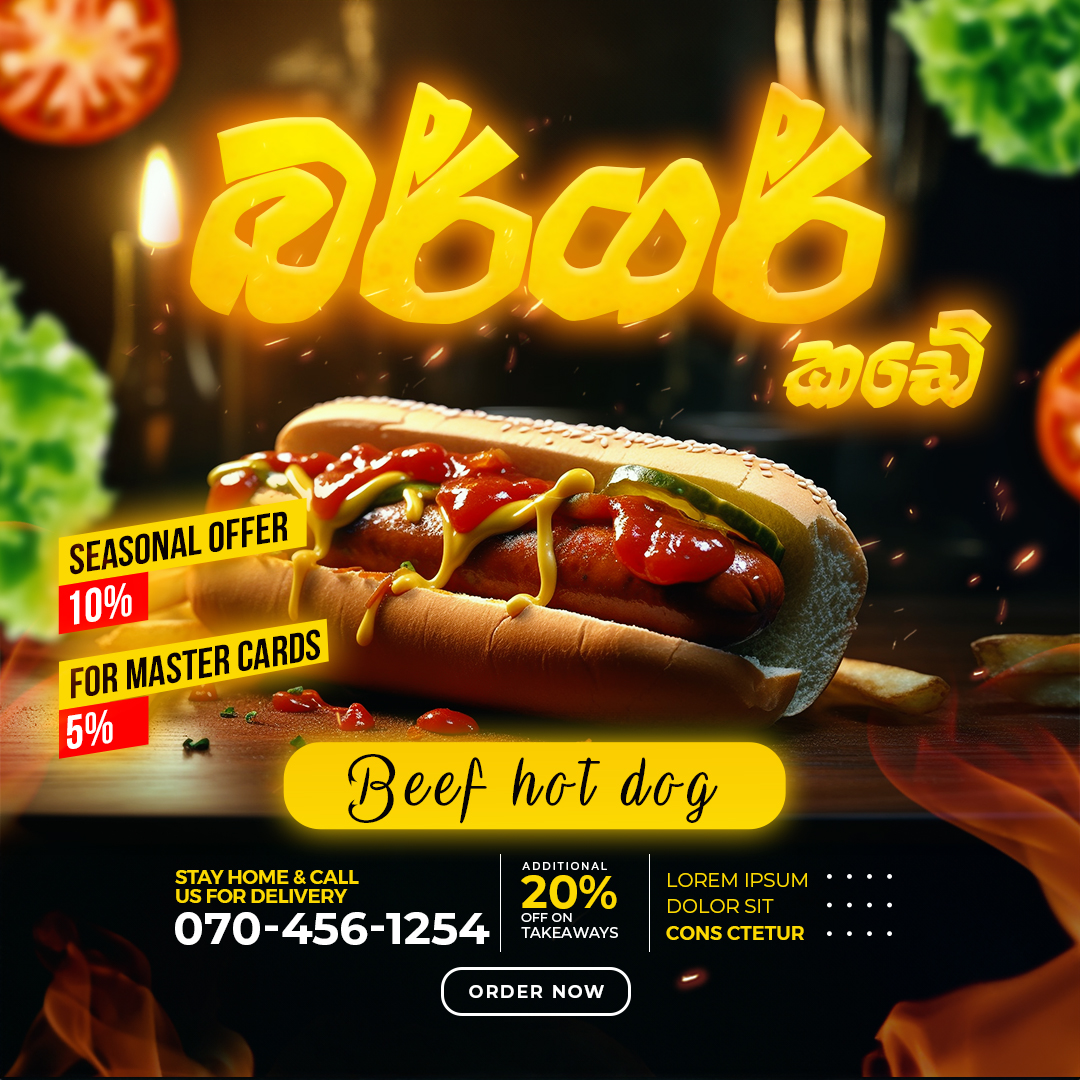 බර්ගර්
කඩේ
SEASONAL OFFER
10%
FOR MASTER CARDS
5%
Beef hot dog
STAY HOME & CALL
US FOR DELIVERY
070-456-1254
ADDITIONAL
20%
OFF ON
TAKEAWAYS
LOREM IPSUM
DOLOR SIT
CONS CTETUR
ORDER NOW